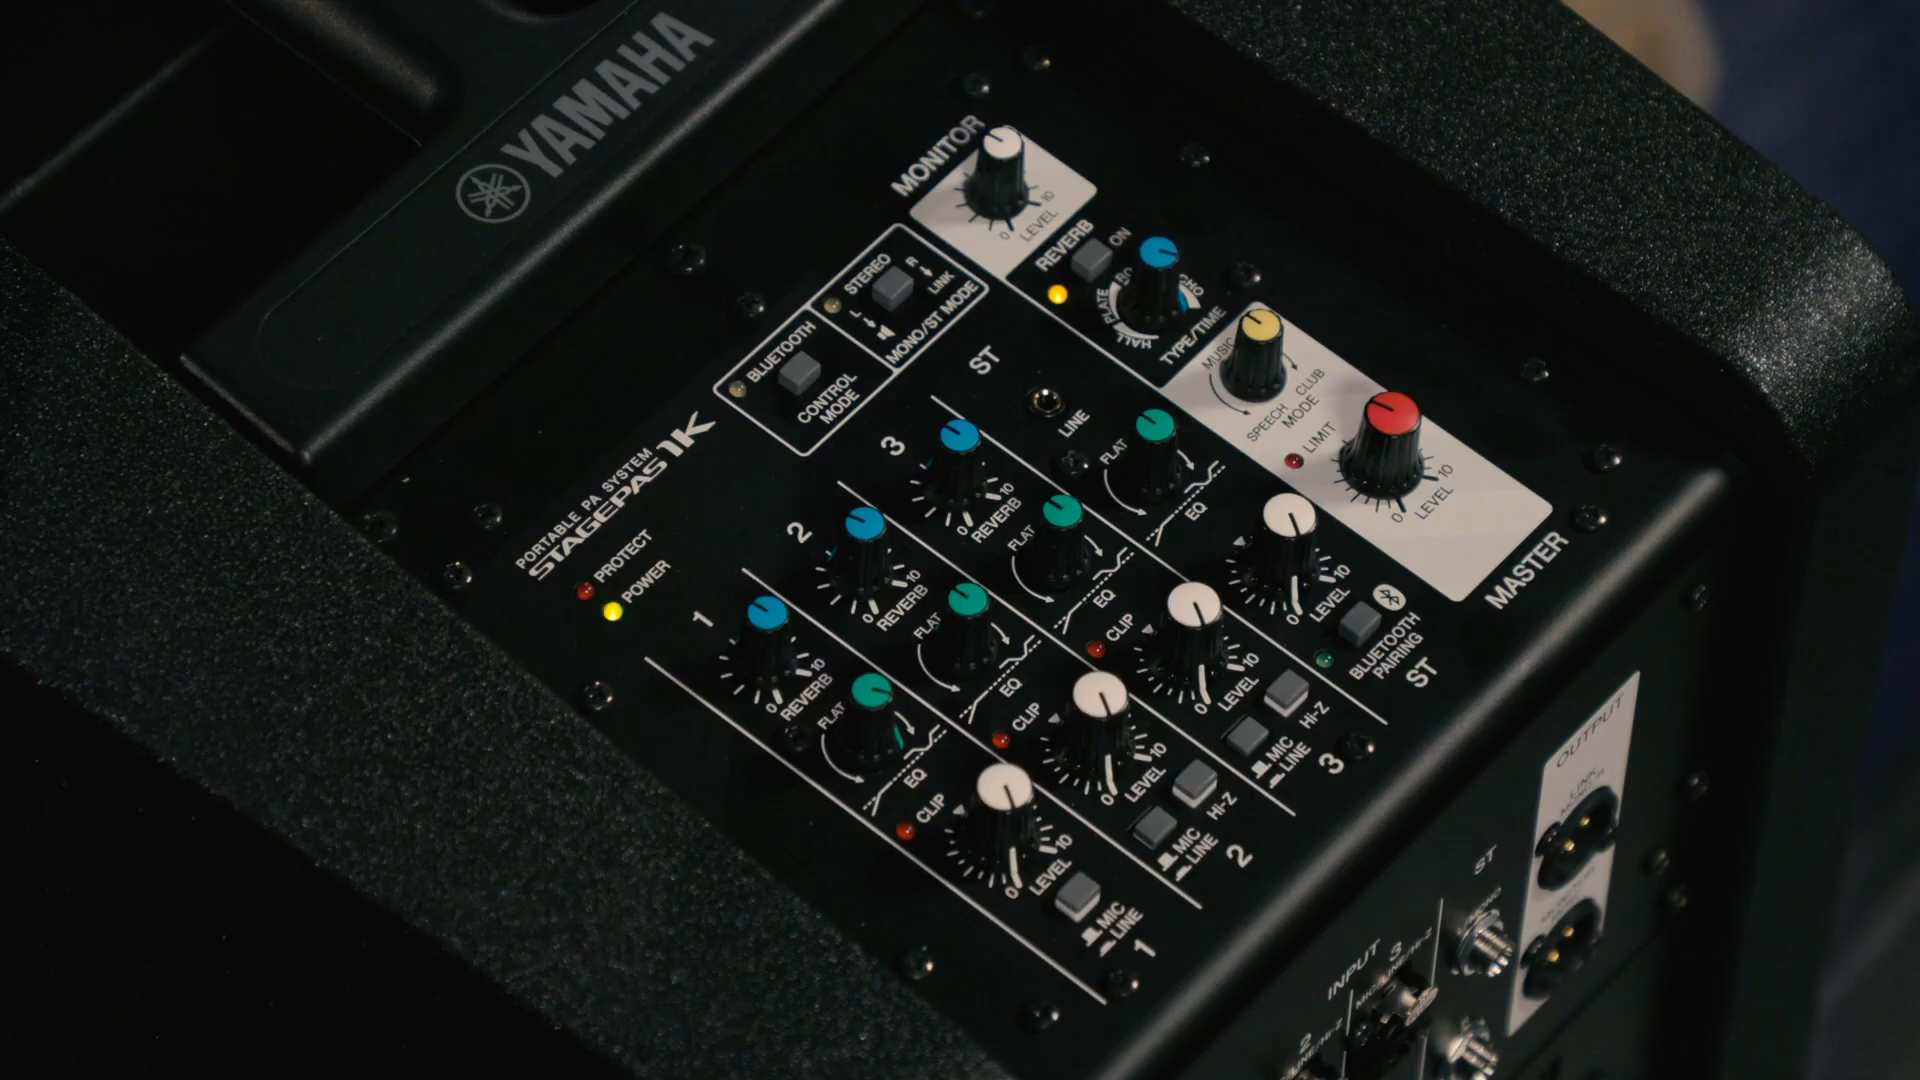 YAMAHA
MONITOR
0 10
LEVEL
REVERB
ON
PLATE
HALL
TYPE/TIME
STEREO
L R
LINK
MONO/ST MODE
BLUETOOTH
CONTROL
MODE
MUSIC
SPEECH
CLUB
MODE
LIMIT
0 10
LEVEL
MASTER
PORTABLE PA SYSTEM
STAGEPAS 1K
PROTECT
POWER
ST
LINE
FLAT
EQ
0 10
LEVEL
BLUETOOTH
PAIRING
ST
3
0 10
REVERB
FLAT
EQ
CLIP
0 10
LEVEL
Hi-Z
MIC
LINE
3
2
0 10
REVERB
FLAT
EQ
CLIP
0 10
LEVEL
Hi-Z
MIC
LINE
2
1
0 10
REVERB
FLAT
EQ
CLIP
0 10
LEVEL
MIC
LINE
1
OUTPUT
ST
INPUT
3
2